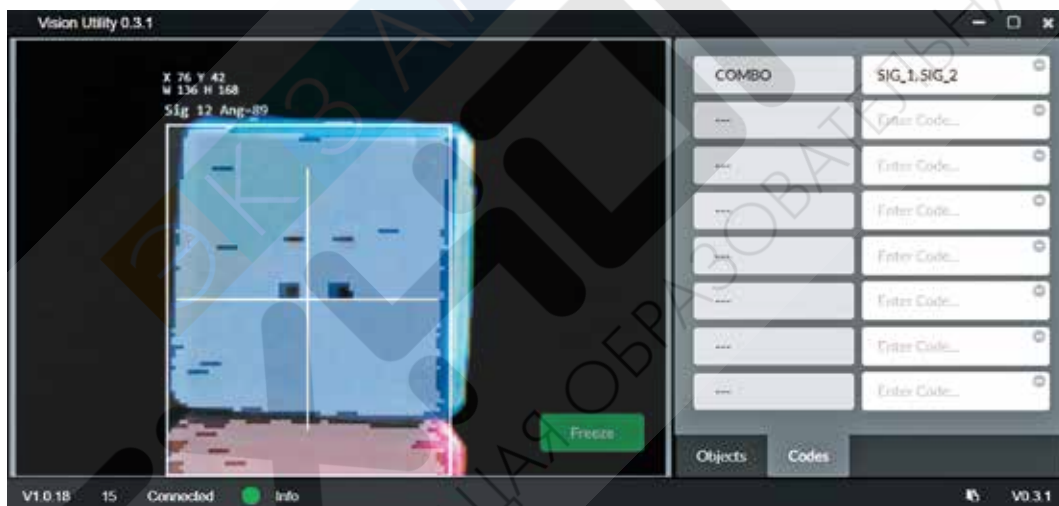 Vision Utility 0.3.1
X 76 Y 42
W 136 H 168
Sig 12 Ang-89
COMBO
SIG_1, SIG_2
---
Enter Code...
---
Enter Code...
---
Enter Code...
---
Enter Code...
---
Enter Code...
---
Enter Code...
---
Enter Code...
Freeze
Objects
Codes
V1.0.18
15
Connected
Info
V0.3.1